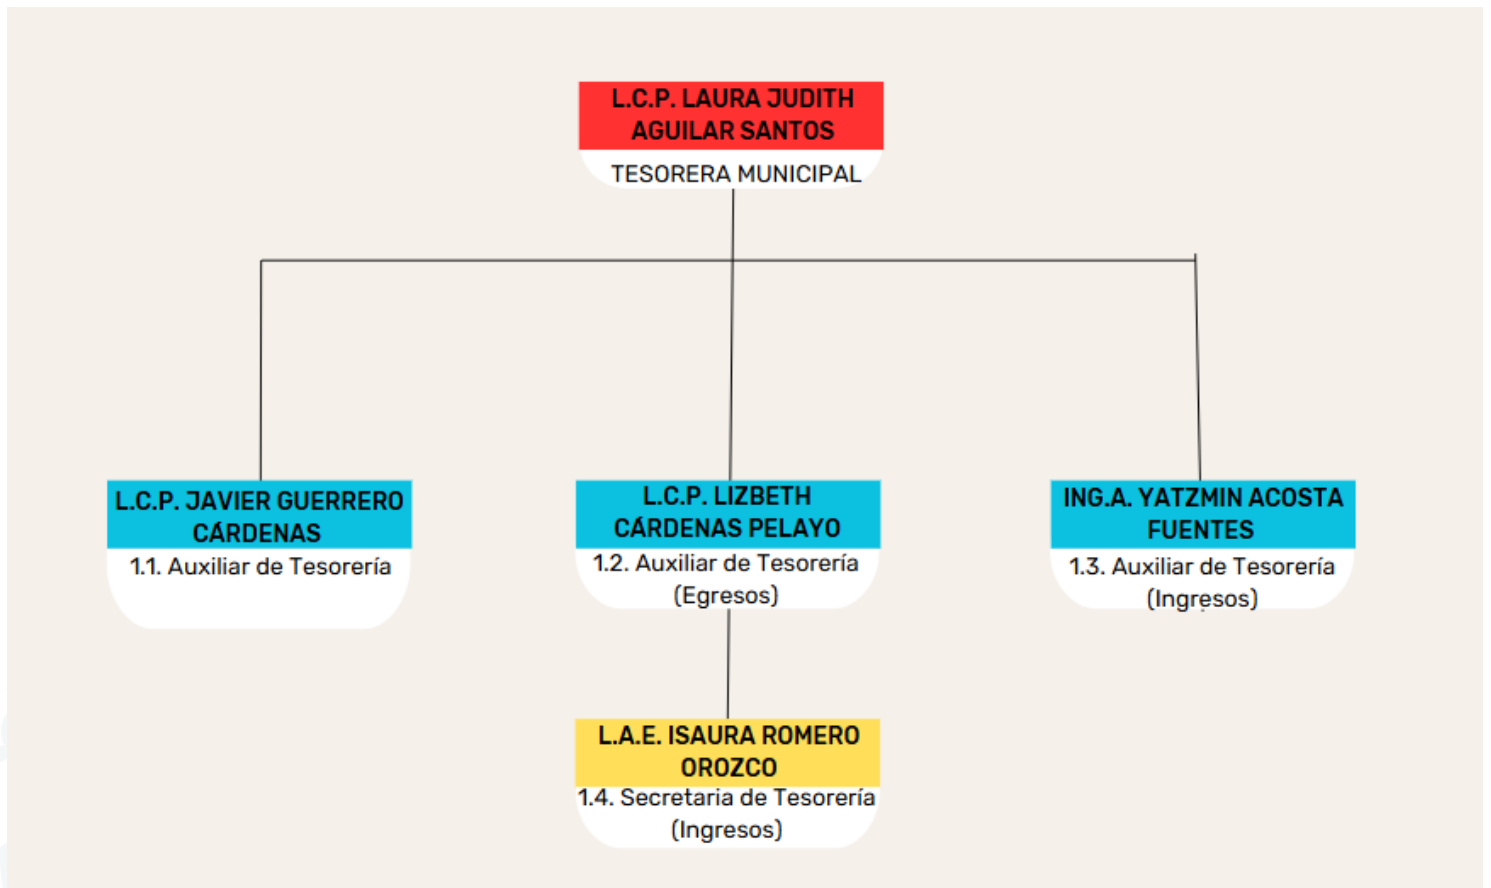 L.C.P. LAURA JUDITH
AGUILAR SANTOS
TESORERA MUNICIPAL
L.C.P. JAVIER GUERRERO
CÁRDENAS
1.1. Auxiliar de Tesorería
L.C.P. LIZBETH
CÁRDENAS PELAYO
1.2. Auxiliar de Tesorería
(Egresos)
ING.A. YATZMIN ACOSTA
FUENTES
1.3. Auxiliar de Tesorería
(Ingresos)
L.A.E. ISAURA ROMERO
OROZCO
1.4. Secretaria de Tesorería
(Ingresos)